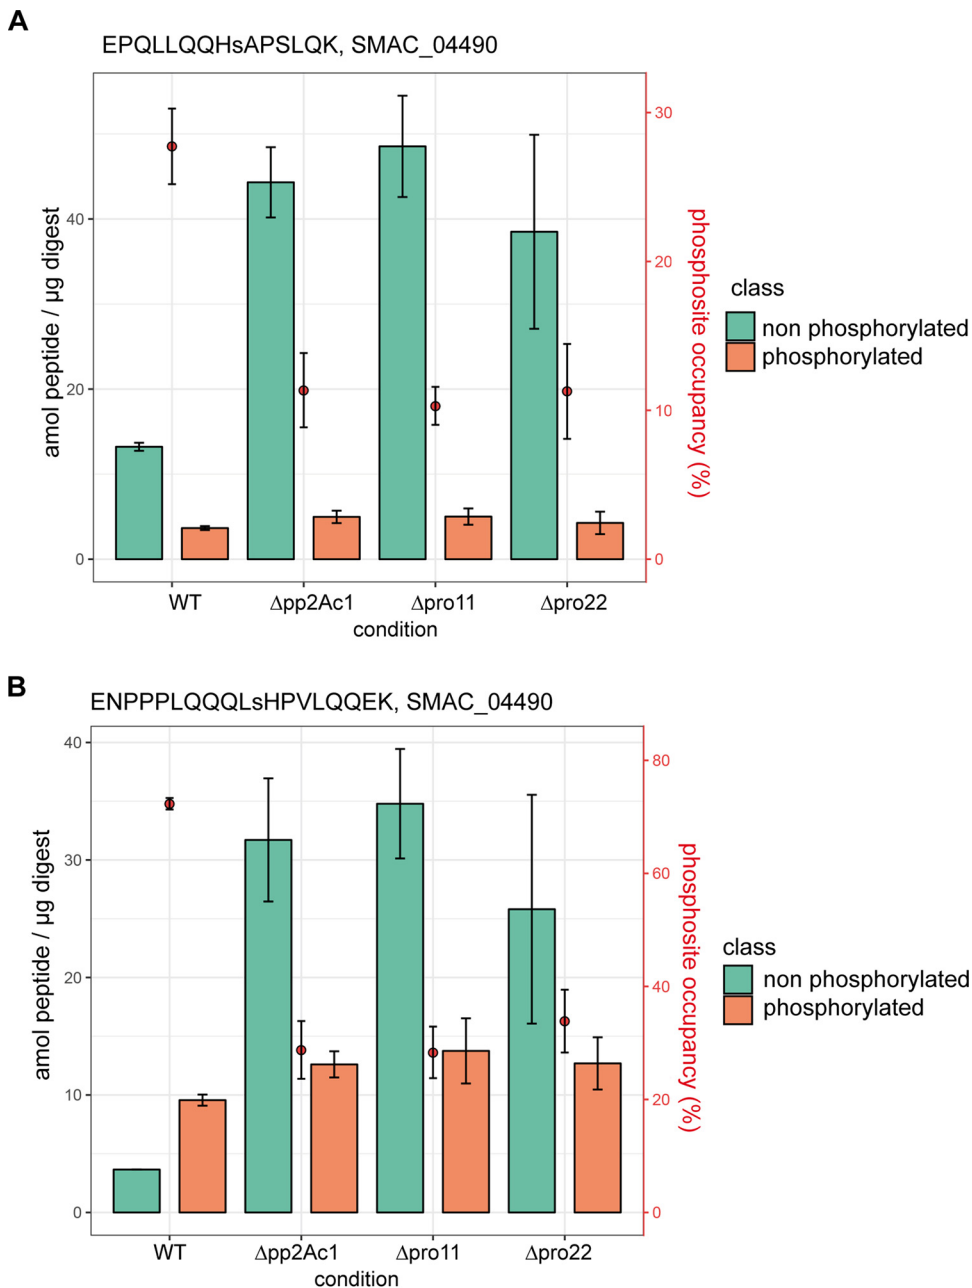 A
EPQLLQQHsAPSLQK, SMAC_04490
amol peptide / µg digest
40
20
0
30
20
10
0
phosphosite occupancy (%)
class
non phosphorylated
phosphorylated
WT
Δpp2Ac1
Δpro11
Δpro22
condition
B
ENPPPLQQQLsHPVLQQEK, SMAC_04490
amol peptide / µg digest
40
30
20
10
0
80
60
40
20
0
phosphosite occupancy (%)
class
non phosphorylated
phosphorylated
WT
Δpp2Ac1
Δpro11
Δpro22
condition